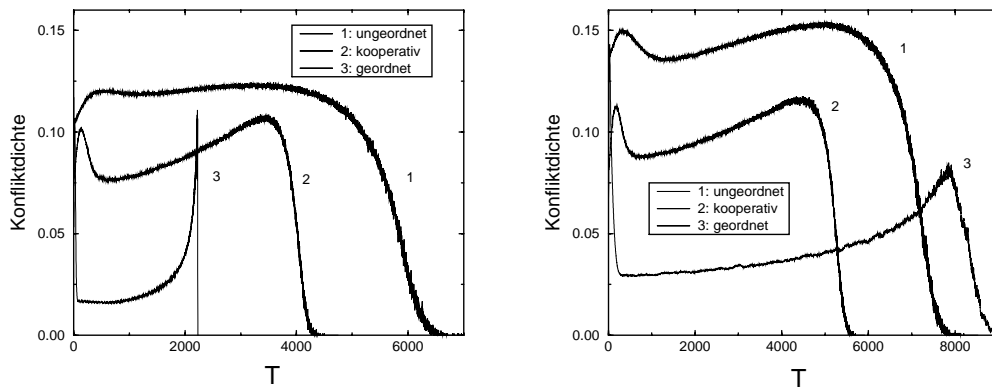 0.15
0.10
0.05
0.00
Konfliktdichte
0 2000 4000 6000
T
1: ungeordnet
2: kooperativ
3: geordnet
3
2
1
0.15
0.10
0.05
0.00
Konfliktdichte
0 2000 4000 6000 8000
T
1: ungeordnet
2: kooperativ
3: geordnet
1
2
3